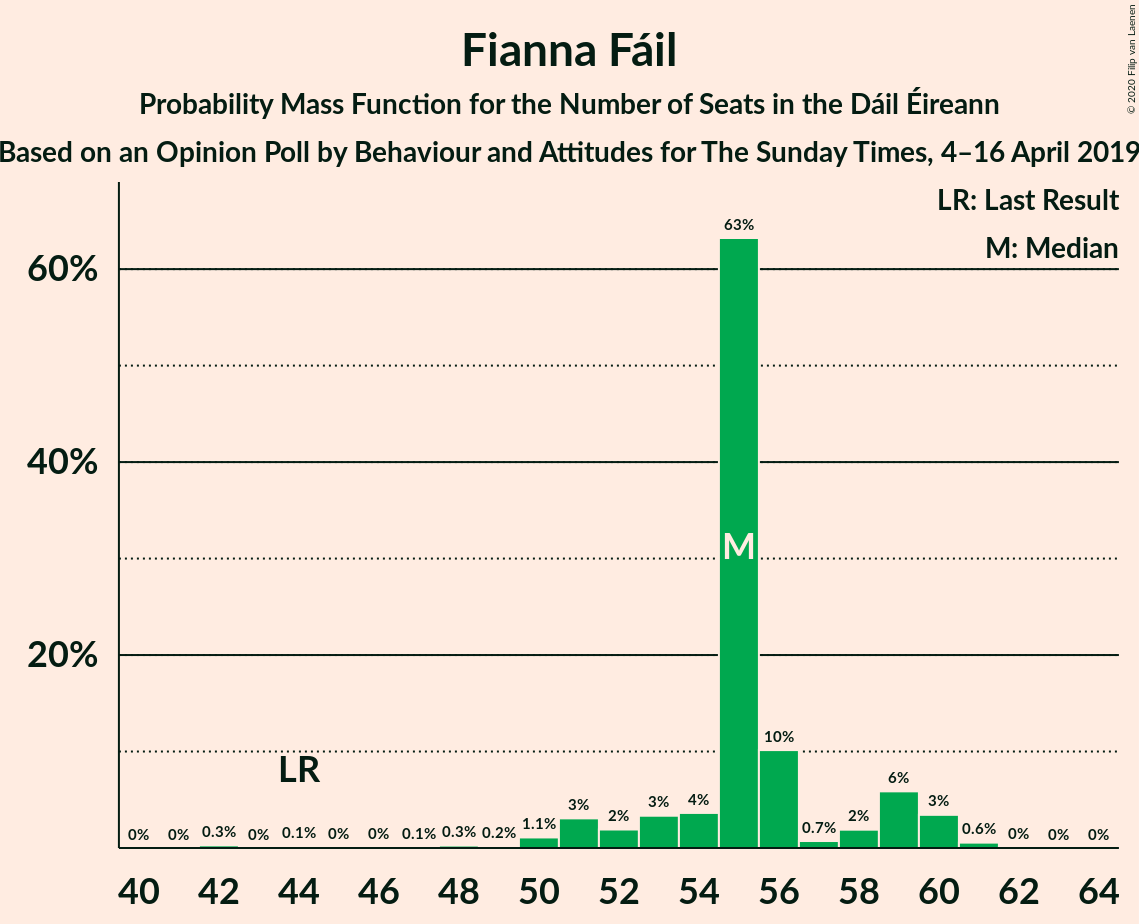 Fianna Fáil
Probability Mass Function for the Number of Seats in the Dáil Éireann
Based on an Opinion Poll by Behaviour and Attitudes for The Sunday Times, 4–16 April 2019
© 2020 Filip van Laenen
LR: Last Result
M: Median
60%
40%
20%
63%
M
LR
0% 0% 0.3% 0% 0.1% 0% 0% 0.1% 0.3% 0.2% 1.1% 3% 2% 3% 4% 10% 0.7% 2% 6% 3% 0.6% 0% 0% 0%
40 42 44 46 48 50 52 54 56 58 60 62 64